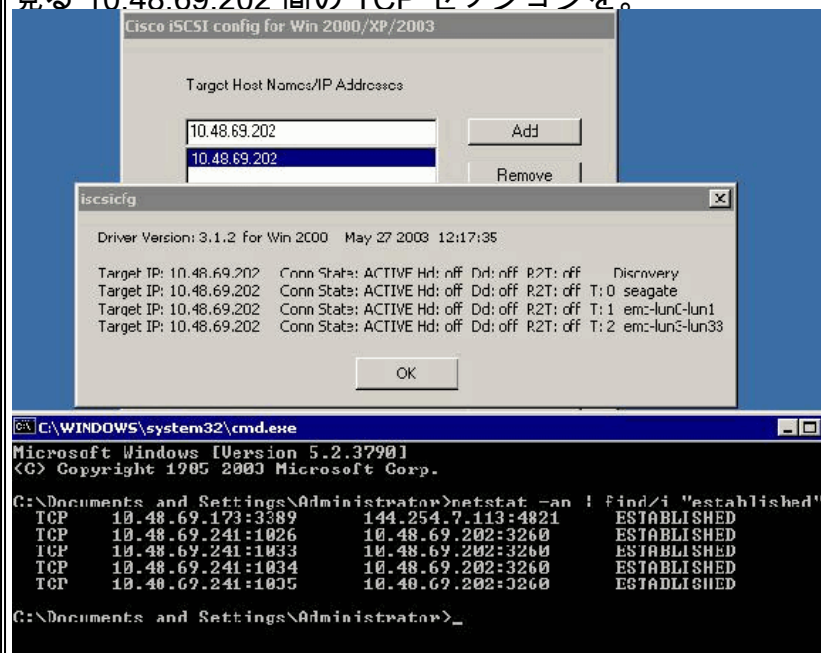 見る 10.48.69.202 間の TCP セッションを。
Cisco iSCSI config for Win 2000/XP/2003
Target Host Names/IP Addresses
10.48.69.202
Add
10.48.69.202
Remove
iscsicfg
Driver Version: 3.1.2 for Win 2000 May 27 2003 12:17:35
Target IP: 10.48.69.202 Conn State: ACTIVE Hd: off Dd: off R2T: off Discovery
Target IP: 10.48.69.202 Conn State: ACTIVE Hd: off Dd: off R2T: off T: 0 seagate
Target IP: 10.48.69.202 Conn State: ACTIVE Hd: off Dd: off R2T: off T: 1 emc-lun0-lun1
Target IP: 10.48.69.202 Conn State: ACTIVE Hd: off Dd: off R2T: off T: 2 emc-lun3-lun33
OK
C:\WINDOWS\system32\cmd.exe
Microsoft Windows [Version 5.2.3790]
(C) Copyright 1985-2003 Microsoft Corp.
C:\Documents and Settings\Administrator>netstat -an | find/i "established"
TCP 10.48.69.173:3389 144.254.7.113:4821 ESTABLISHED
TCP 10.48.69.241:1026 10.48.69.202:3260 ESTABLISHED
TCP 10.48.69.241:1033 10.48.69.202:3260 ESTABLISHED
TCP 10.48.69.241:1034 10.48.69.202:3260 ESTABLISHED
TCP 10.48.69.241:1035 10.48.69.202:3260 ESTABLISHED
C:\Documents and Settings\Administrator>_